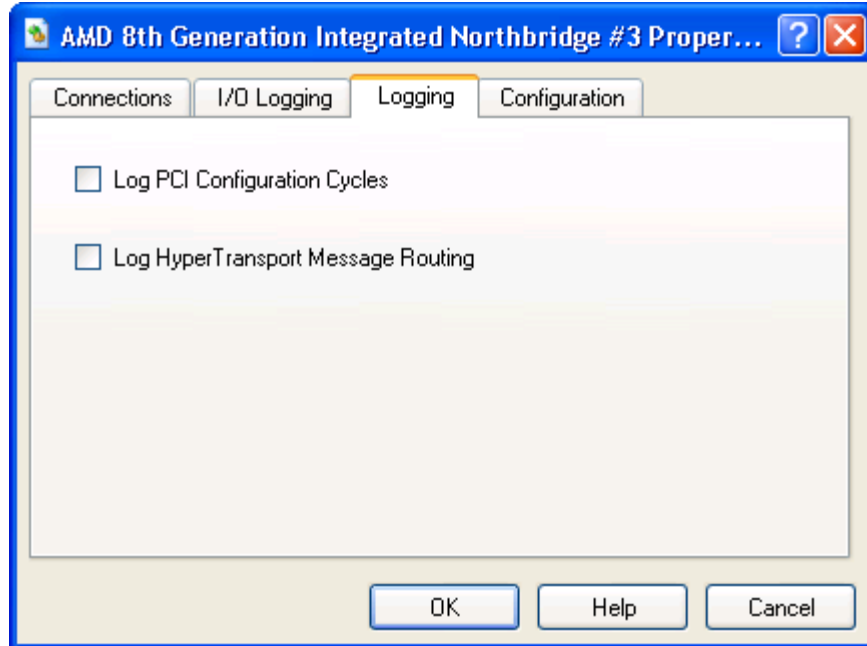 AMD 8th Generation Integrated Northbridge #3 Proper...
Connections I/O Logging Logging Configuration
Log PCI Configuration Cycles
Log HyperTransport Message Routing
OK Help Cancel